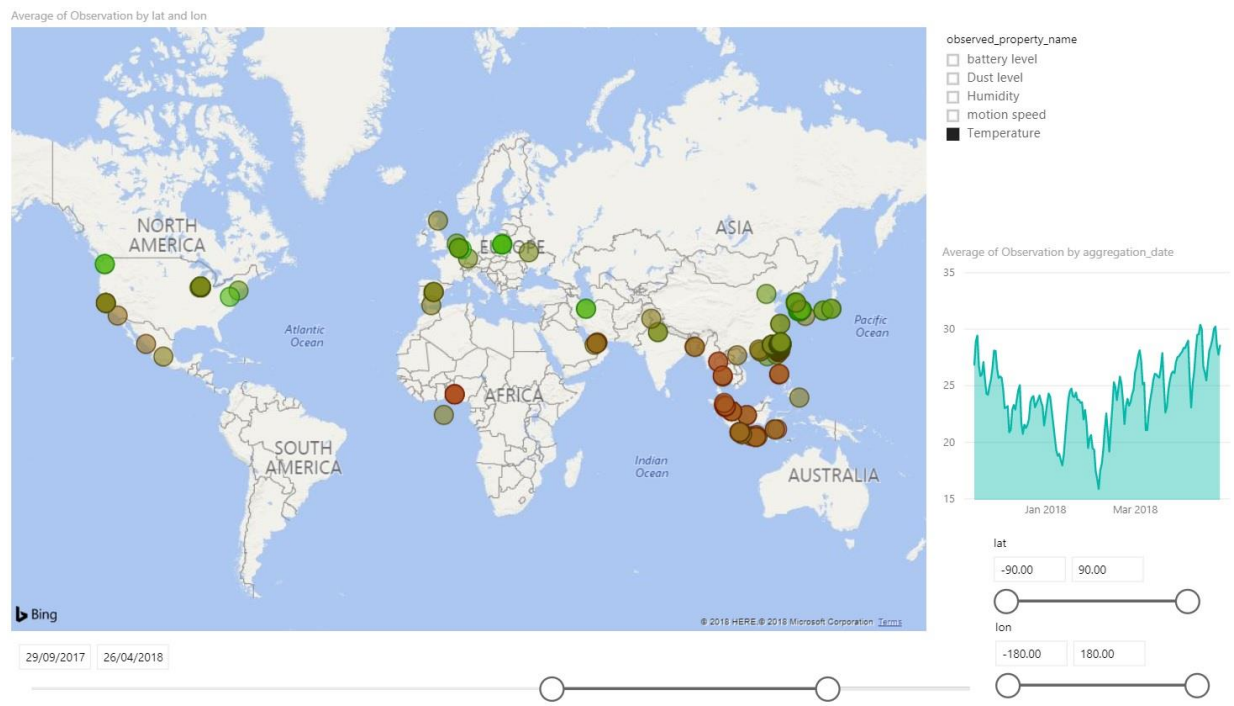 Average of Observation by lat and lon
observed_property_name
battery level
Dust level
Humidity
motion speed
Temperature
NORTH
AMERICA
EUROPE
ASIA
Atlantic
Ocean
Pacific
Ocean
AFRICA
SOUTH
AMERICA
Indian
Ocean
AUSTRALIA
Bing
© 2018 HERE,© 2018 Microsoft Corporation Terms
Average of Observation by aggregation_date
35
30
25
20
15
Jan 2018 Mar 2018
lat
-90.00 90.00
lon
-180.00 180.00
29/09/2017 26/04/2018